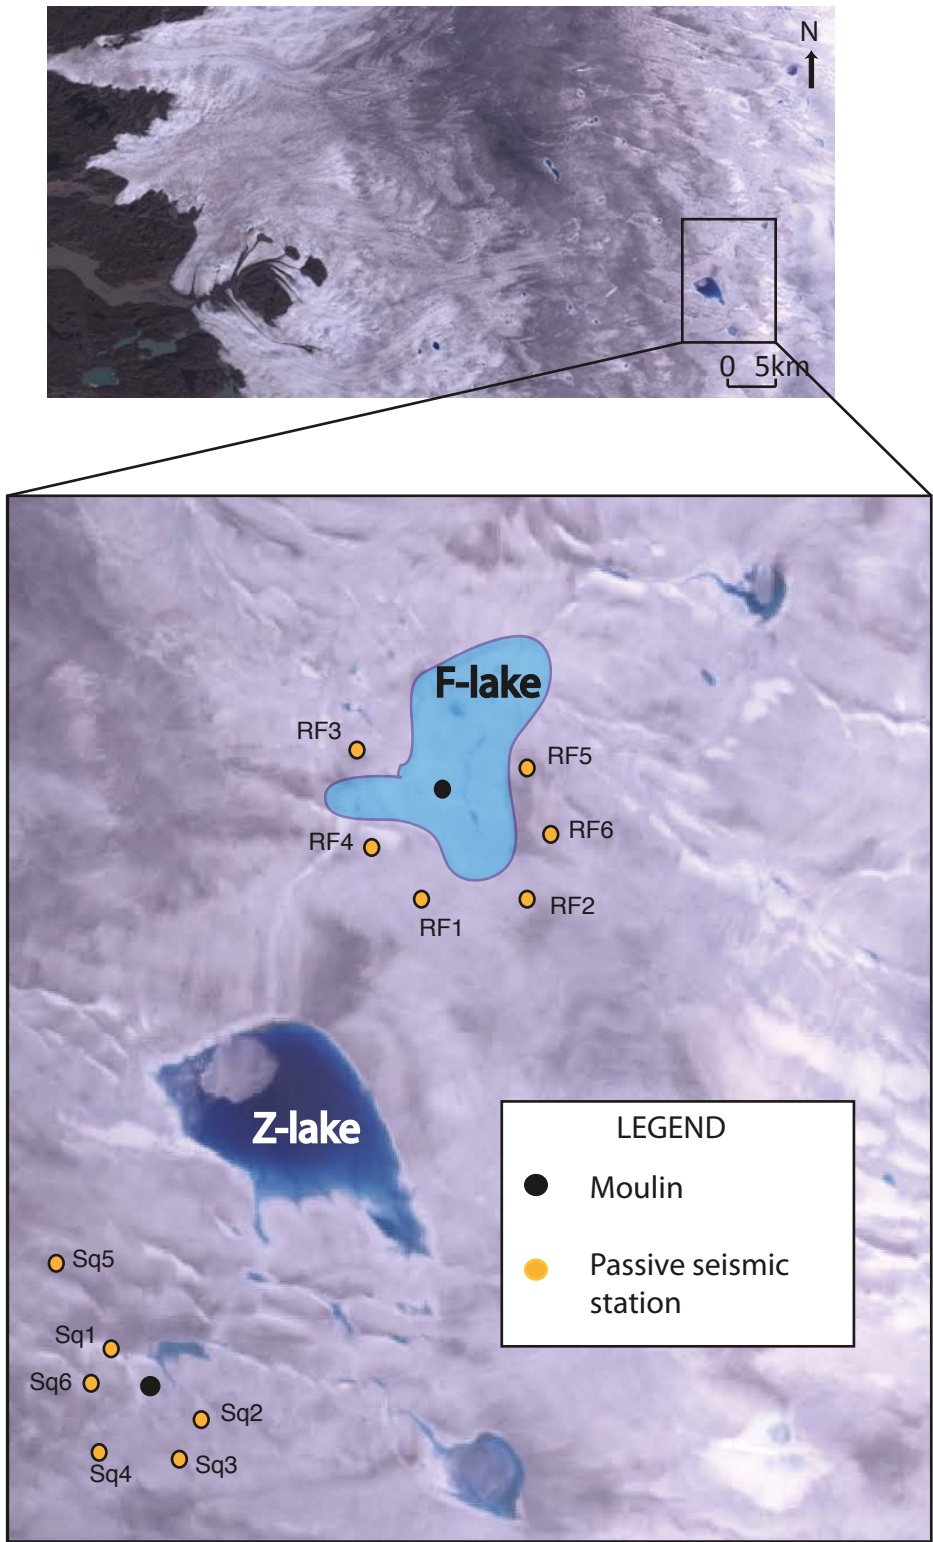 N
0 5km
F-lake
RF3
RF5
RF4
RF6
RF1
RF2
Z-lake
LEGEND
Moulin
Passive seismic
station
Sq5
Sq1
Sq6
Sq2
Sq4
Sq3